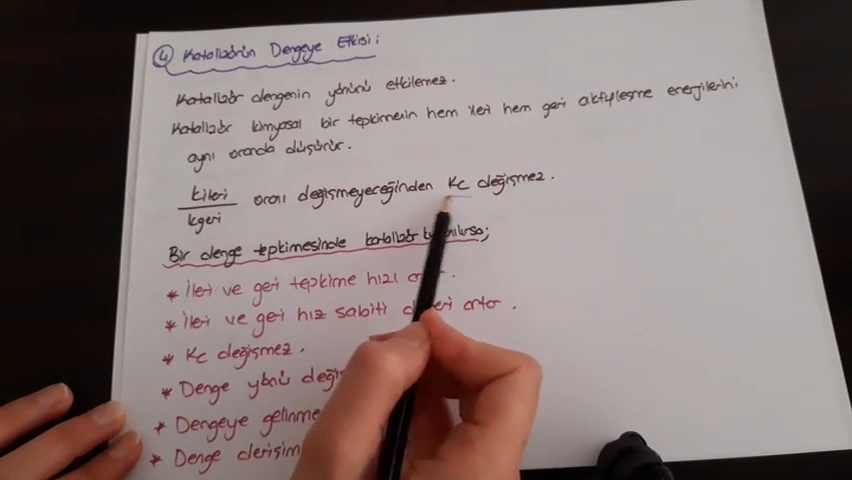 4 Katalizörün Dengeye Etkisi:
Katalizör dengenin yönünü etkilemez.
Katalizör kimyasal bir tepkimenin hem ileri hem geri aktifleşme enerjilerini
aynı oranda düşürür.
kileri
kgeri
oranı değişmeyeceğinden Kc değişmez.
Bir denge tepkimesinde katalizör
* İleri ve geri tepkime hızı
* İleri ve geri hız sabiti artar.
* Kc değişmez.
* Denge yönü
* Dengeye
* Denge